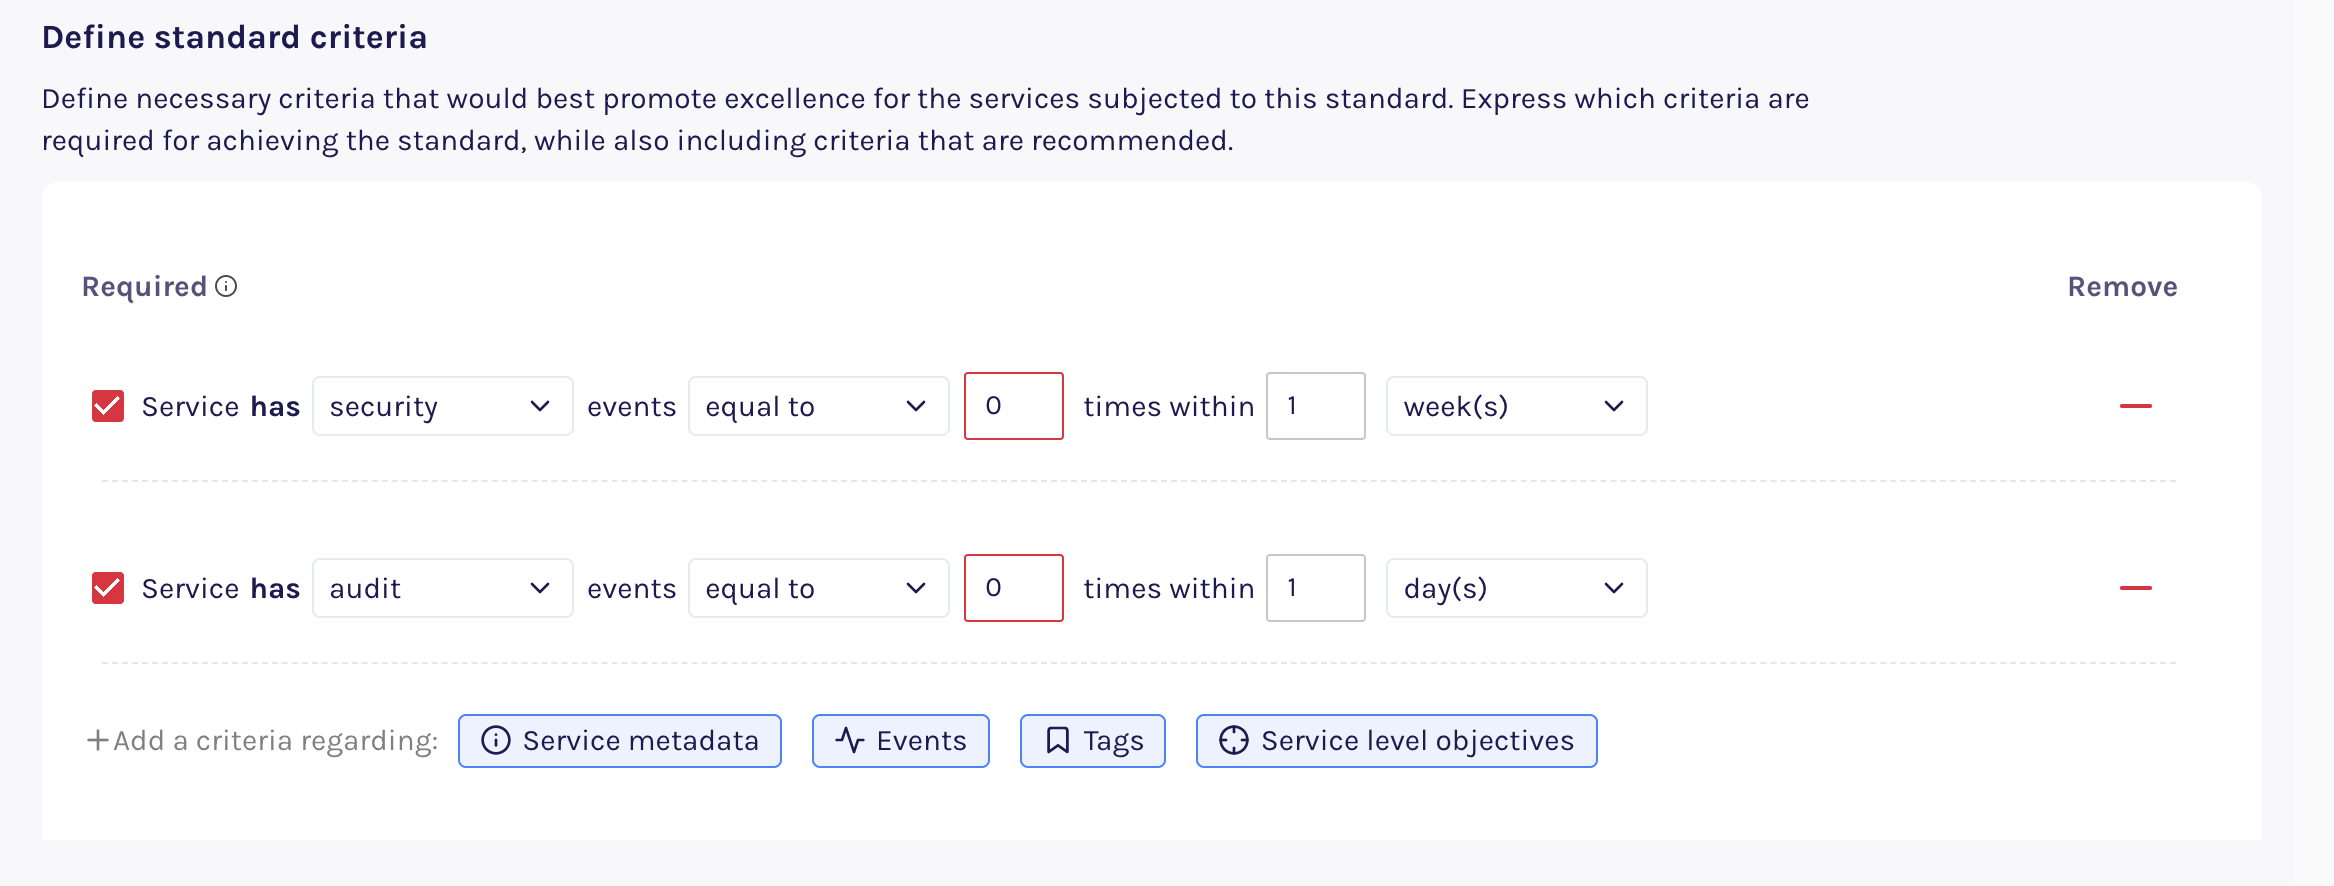 Define standard criteria
Define necessary criteria that would best promote excellence for the services subjected to this standard. Express which criteria are
required for achieving the standard, while also including criteria that are recommended.
Required Remove
Service has security events equal to 0 times within 1 week(s)
Service has audit events equal to 0 times within 1 day(s)
+Add a criteria regarding: Service metadata Events Tags Service level objectives